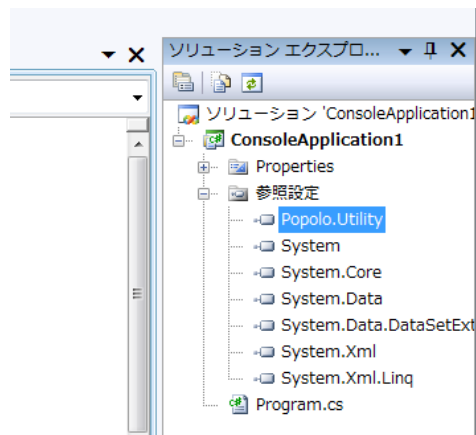 ソリューション エクスプロ...
ソリューション 'ConsoleApplication1
ConsoleApplication1
Properties
参照設定
Popolo.Utility
System
System.Core
System.Data
System.Data.DataSetExt
System.Xml
System.Xml.Linq
Program.cs